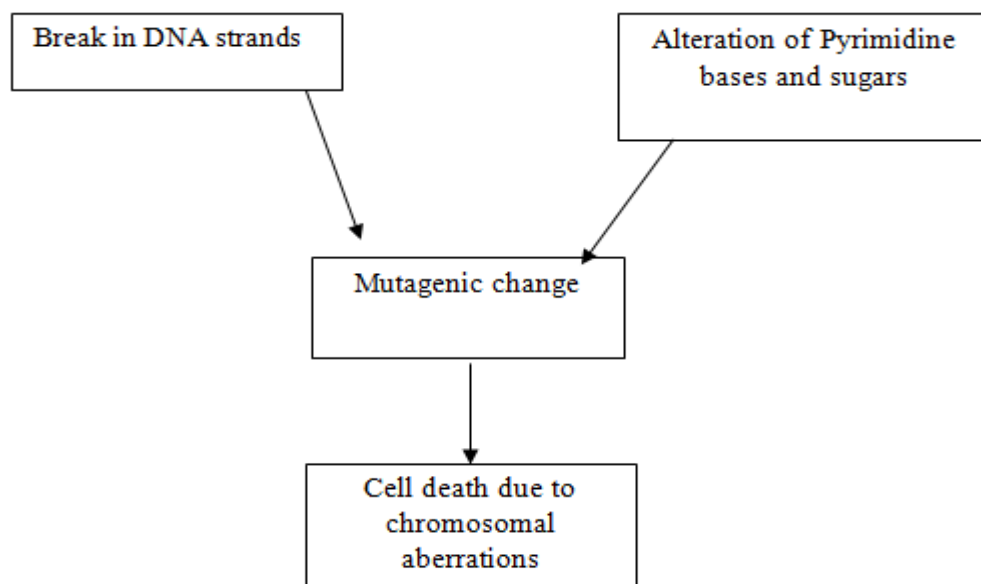 Break in DNA strands
Alteration of Pyrimidine
bases and sugars
Mutagenic change
Cell death due to
chromosomal
aberrations